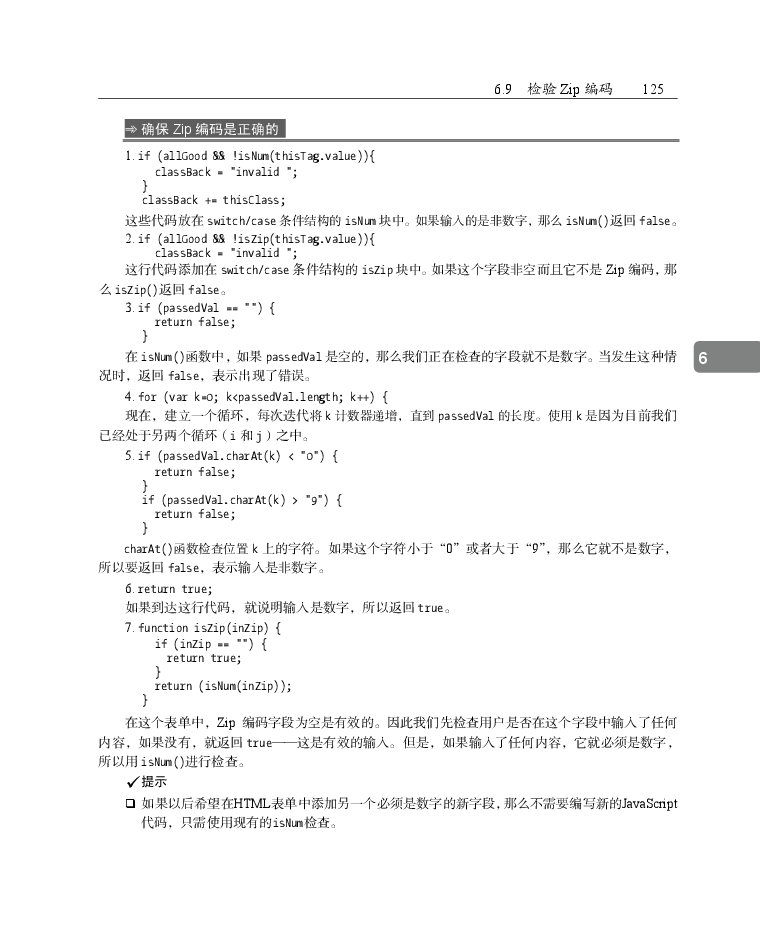 6.9 检验 Zip 编码 125
➾ 确保 Zip 编码是正确的
1. if (allGood && !isNum(thisTag.value)){
classBack = "invalid ";
}
classBack += thisClass;
这些代码放在 switch/case 条件结构的 isNum 块中。如果输入的是非数字，那么 isNum()返回 false。
2. if (allGood && !isZip(thisTag.value)){
classBack = "invalid ";
这行代码添加在 switch/case 条件结构的 isZip 块中。如果这个字段非空而且它不是 Zip 编码，那
么 isZip()返回 false。
3. if (passedVal == "") {
return false;
}
在 isNum()函数中，如果 passedVal 是空的，那么我们正在检查的字段就不是数字。当发生这种情
况时，返回 false，表示出现了错误。
6
4. for (var k=0; k<passedVal.length; k++) {
现在，建立一个循环，每次迭代将 k 计数器递增，直到 passedVal 的长度。使用 k 是因为目前我们
已经处于另两个循环（i 和 j）之中。
5. if (passedVal.charAt(k) < "0") {
return false;
}
if (passedVal.charAt(k) > "9") {
return false;
}
charAt()函数检查位置 k 上的字符。如果这个字符小于“0”或者大于“9”，那么它就不是数字，
所以要返回 false，表示输入是非数字。
6. return true;
如果到达这行代码，就说明输入是数字，所以返回 true。
7. function isZip(inZip) {
if (inZip == "") {
return true;
}
return (isNum(inZip));
}
在这个表单中，Zip 编码字段为空是有效的。因此我们先检查用户是否在这个字段中输入了任何
内容，如果没有，就返回 true——这是有效的输入。但是，如果输入了任何内容，它就必须是数字，
所以用 isNum()进行检查。
✓提示
❑ 如果以后希望在HTML表单中添加另一个必须是数字的新字段，那么不需要编写新的JavaScript
代码，只需使用现有的isNum检查。